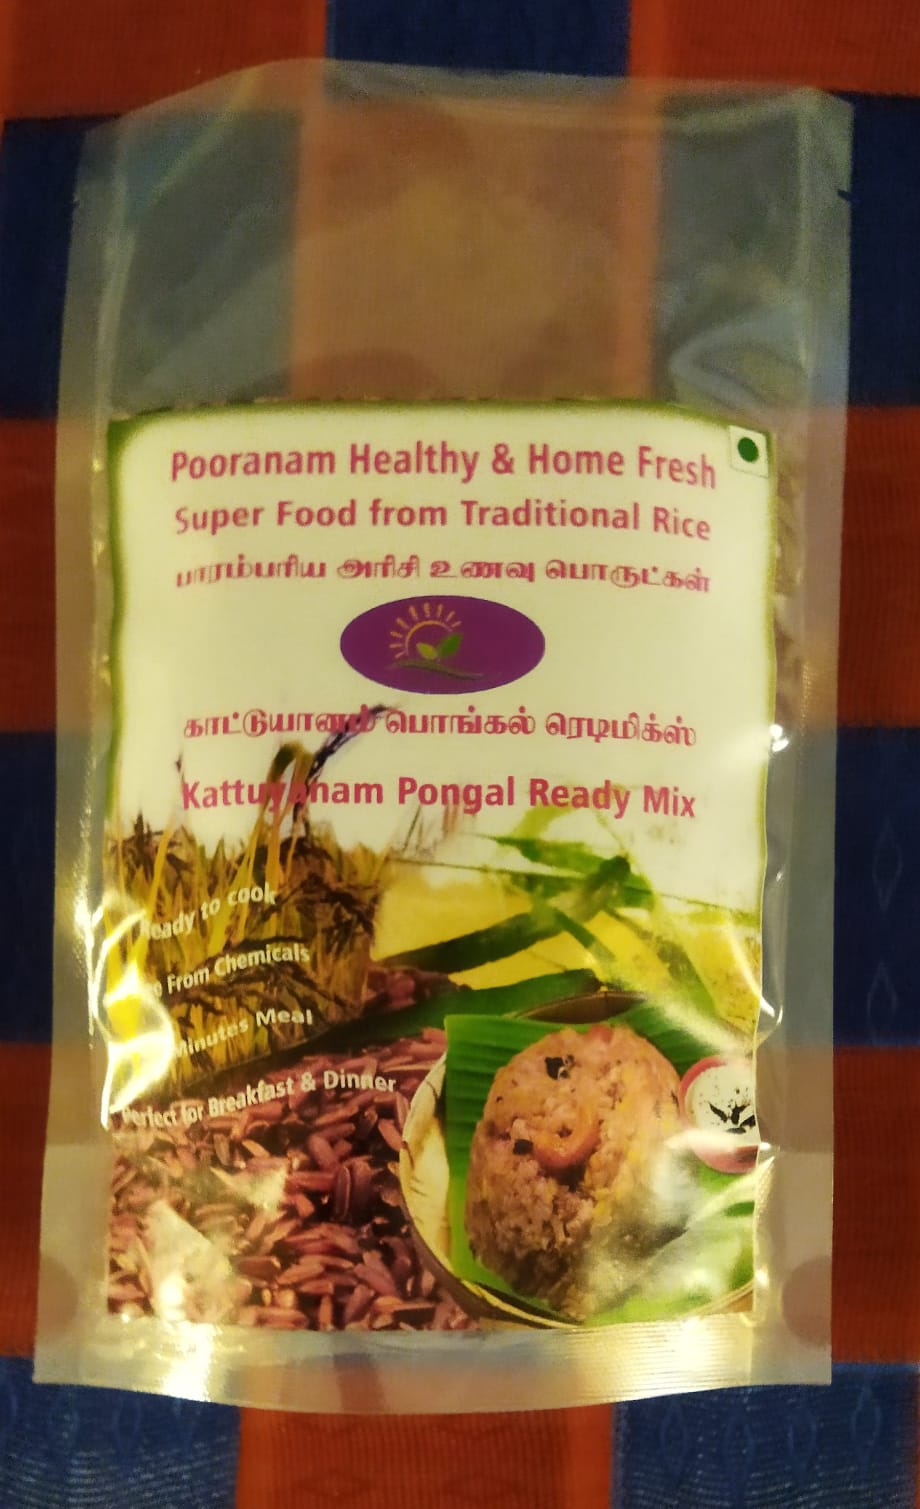 Pooranam Healthy & Home Fresh
Super Food from Traditional Rice
பாரம்பரிய அரிசி உணவு பொருட்கள்
காட்டுயானம் பொங்கல் ரெடிமிக்ஸ்
Kattuyanam Pongal Ready Mix
Ready to cook
From Chemicals
Minutes Meal
Perfect for Breakfast & Dinner